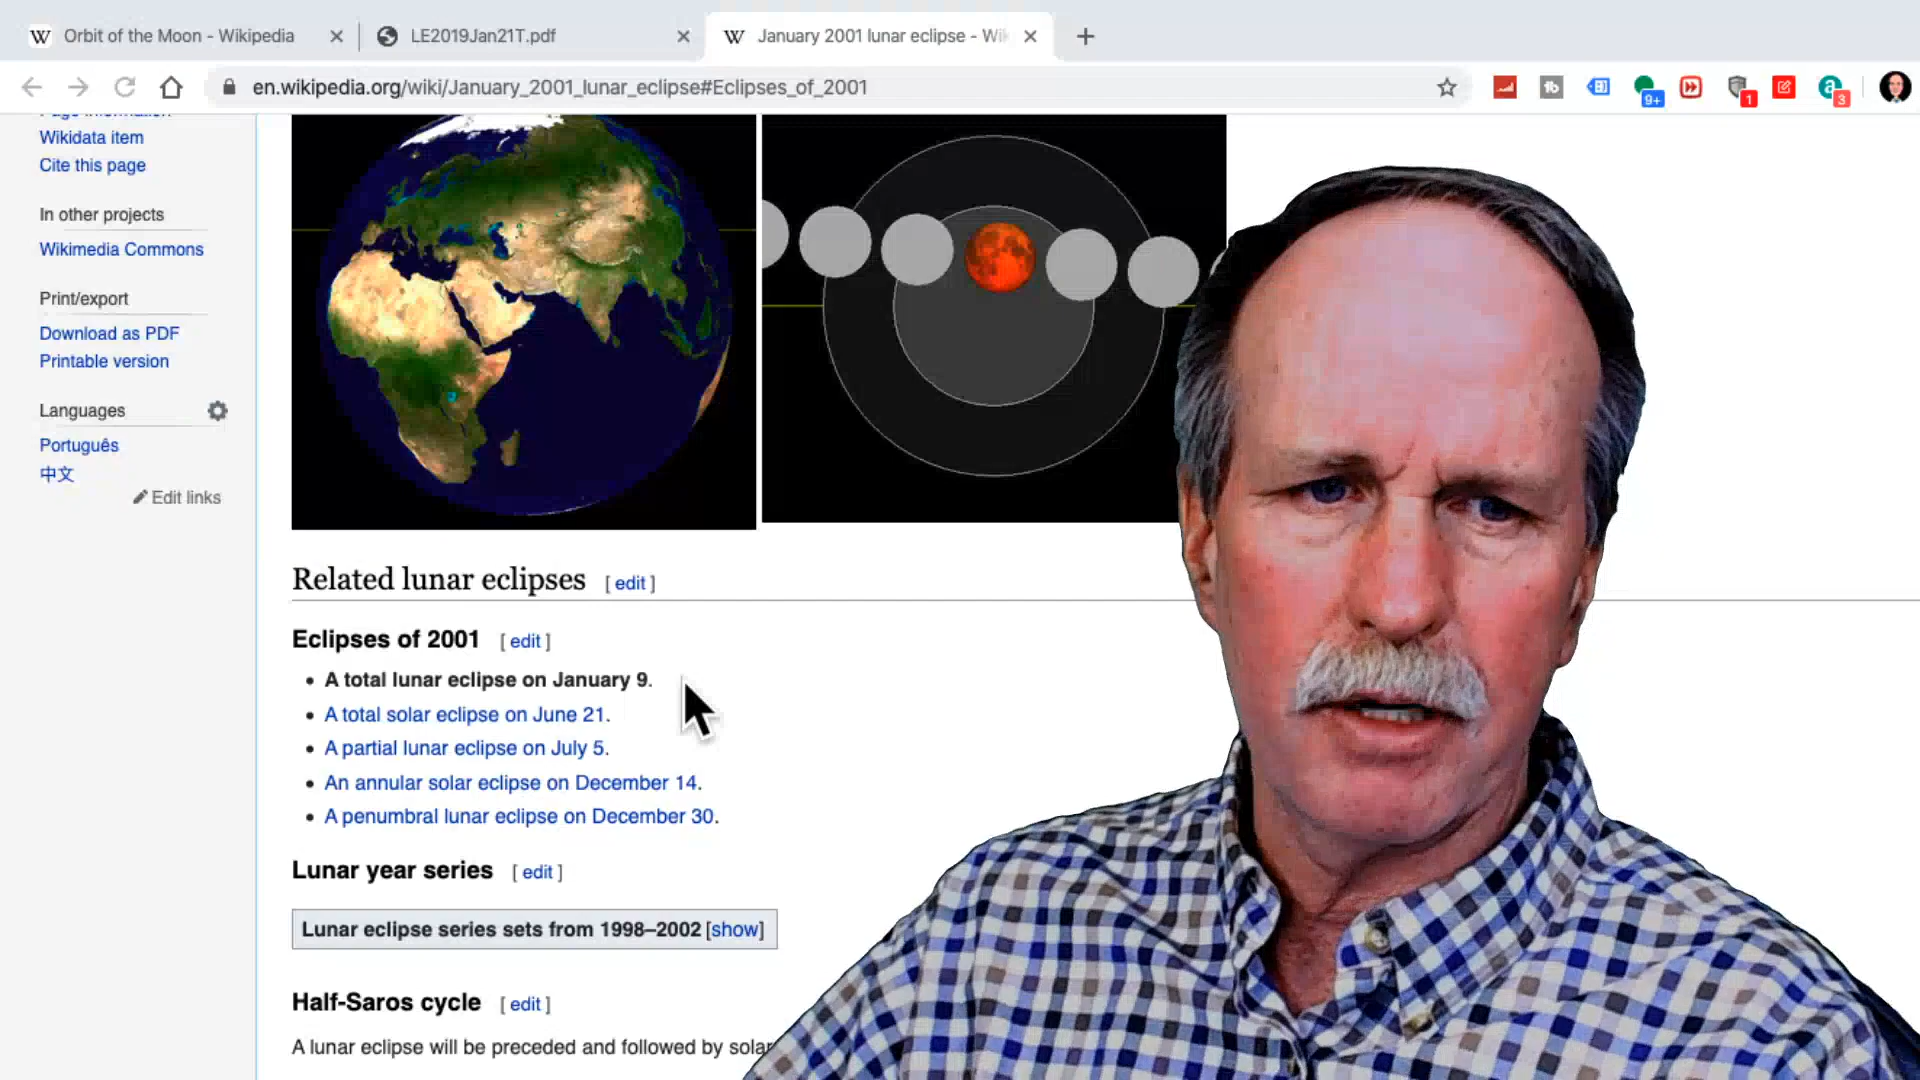 Orbit of the Moon - Wikipedia
LE2019Jan21T.pdf
January 2001 lunar eclipse - Wi
en.wikipedia.org/wiki/January_2001_lunar_eclipse#Eclipses_of_2001
9+
1
3
Page information
Wikidata item
Cite this page
In other projects
Wikimedia Commons
Print/export
Download as PDF
Printable version
Languages
Português
中文
Edit links
Related lunar eclipses [ edit ]
Eclipses of 2001 [ edit ]
A total lunar eclipse on January 9.
A total solar eclipse on June 21.
A partial lunar eclipse on July 5.
An annular solar eclipse on December 14.
A penumbral lunar eclipse on December 30.
Lunar year series [ edit ]
Lunar eclipse series sets from 1998–2002 [show]
Half-Saros cycle [ edit ]
A lunar eclipse will be preceded and followed by solar